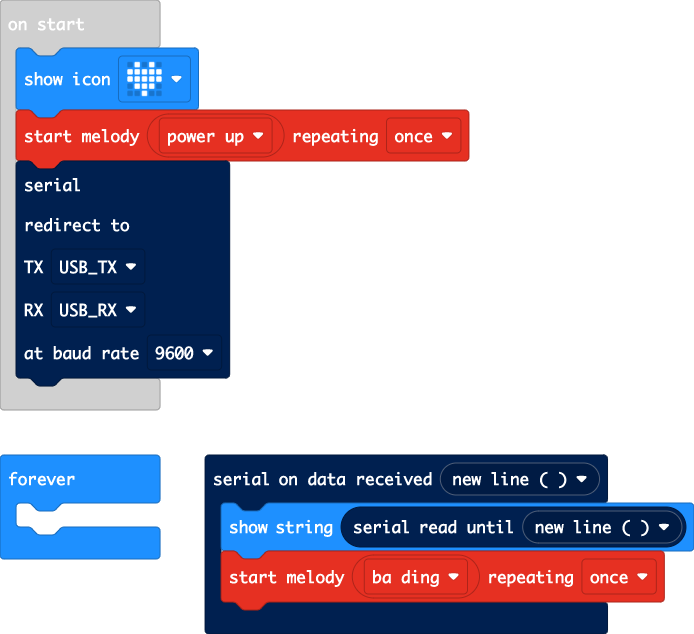 on start
show icon
start melody power up repeating once
serial
redirect to
TX USB_TX
RX USB_RX
at baud rate 9600
forever
serial on data received new line ( )
show string serial read until new line ( )
start melody ba ding repeating once